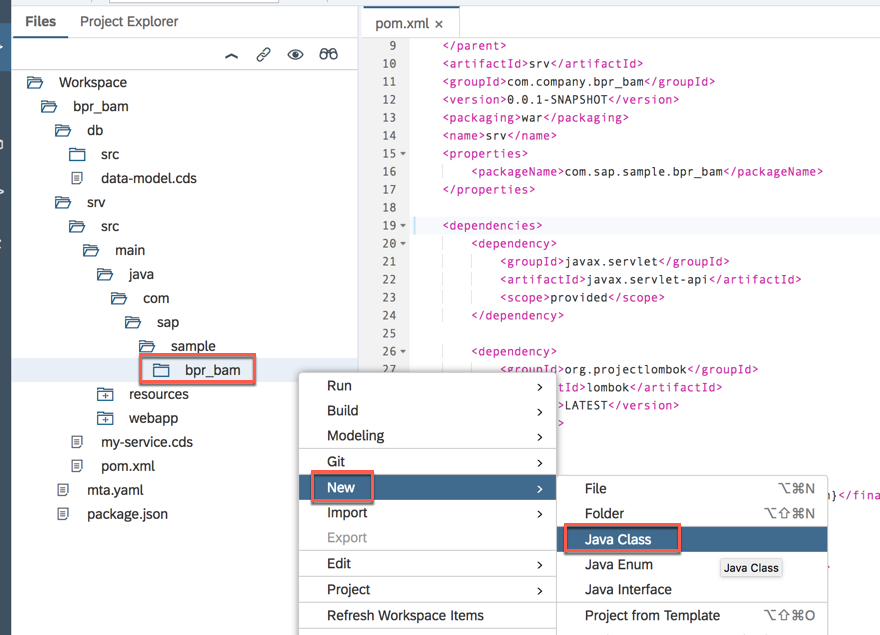 Files Project Explorer
Workspace
bpr_bam
db
src
data-model.cds
srv
src
main
java
com
sap
sample
bpr_bam
resources
webapp
my-service.cds
pom.xml
mta.yaml
package.json
pom.xml ×
9 </parent>
10 <artifactId>srv</artifactId>
11 <groupId>com.company.bpr_bam</groupId>
12 <version>0.0.1-SNAPSHOT</version>
13 <packaging>war</packaging>
14 <name>srv</name>
15 <properties>
16 <packageName>com.sap.sample.bpr_bam</packageName>
17 </properties>
18
19 <dependencies>
20 <dependency>
21 <groupId>javax.servlet</groupId>
22 <artifactId>javax.servlet-api</artifactId>
23 <scope>provided</scope>
24 </dependency>
25
26 <dependency>
27 <groupId>org.projectlombok</groupId>
tId>lombok</artifactId>
>LATEST</version>
>
}</fina
Run
Build
Modeling
Git
New
Import
Export
Edit
Project
Refresh Workspace Items
File ⌥⌘N
Folder ⌥⇧⌘N
Java Class
Java Enum
Java Class
Java Interface
Project from Template ⌥⇧⌘O